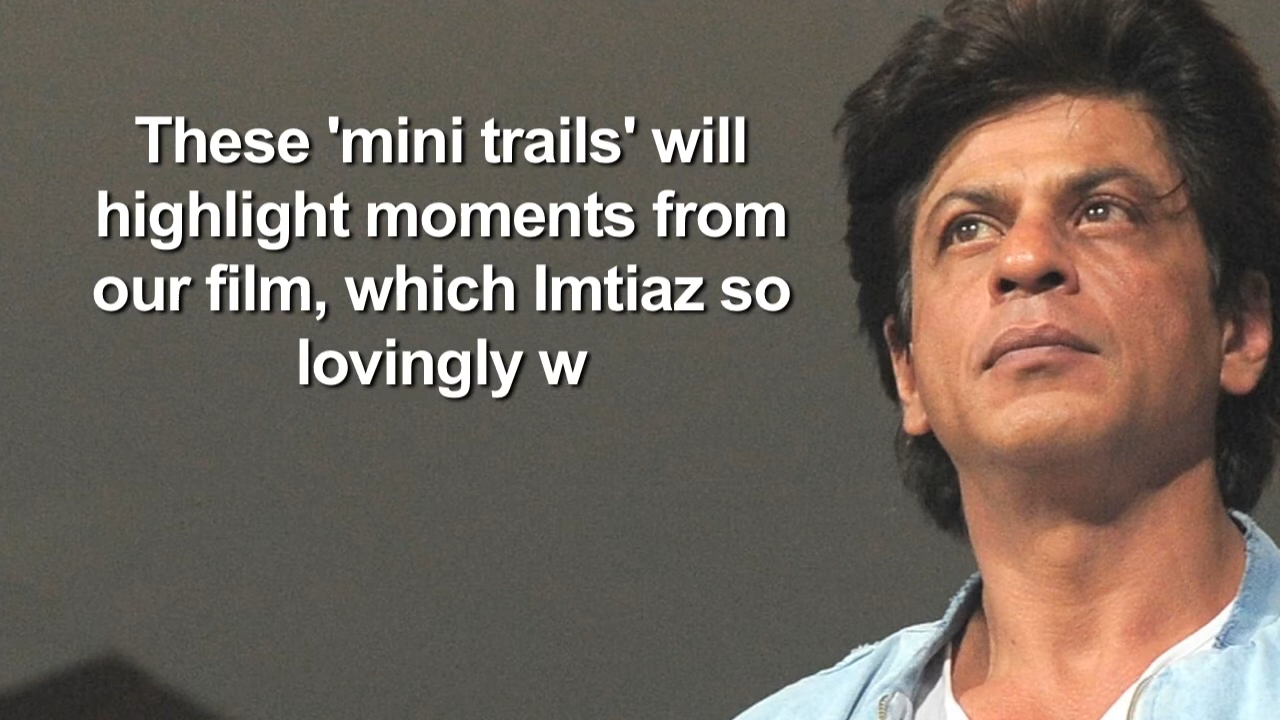 These 'mini trails' will
highlight moments from
our film, which Imtiaz so
lovingly w